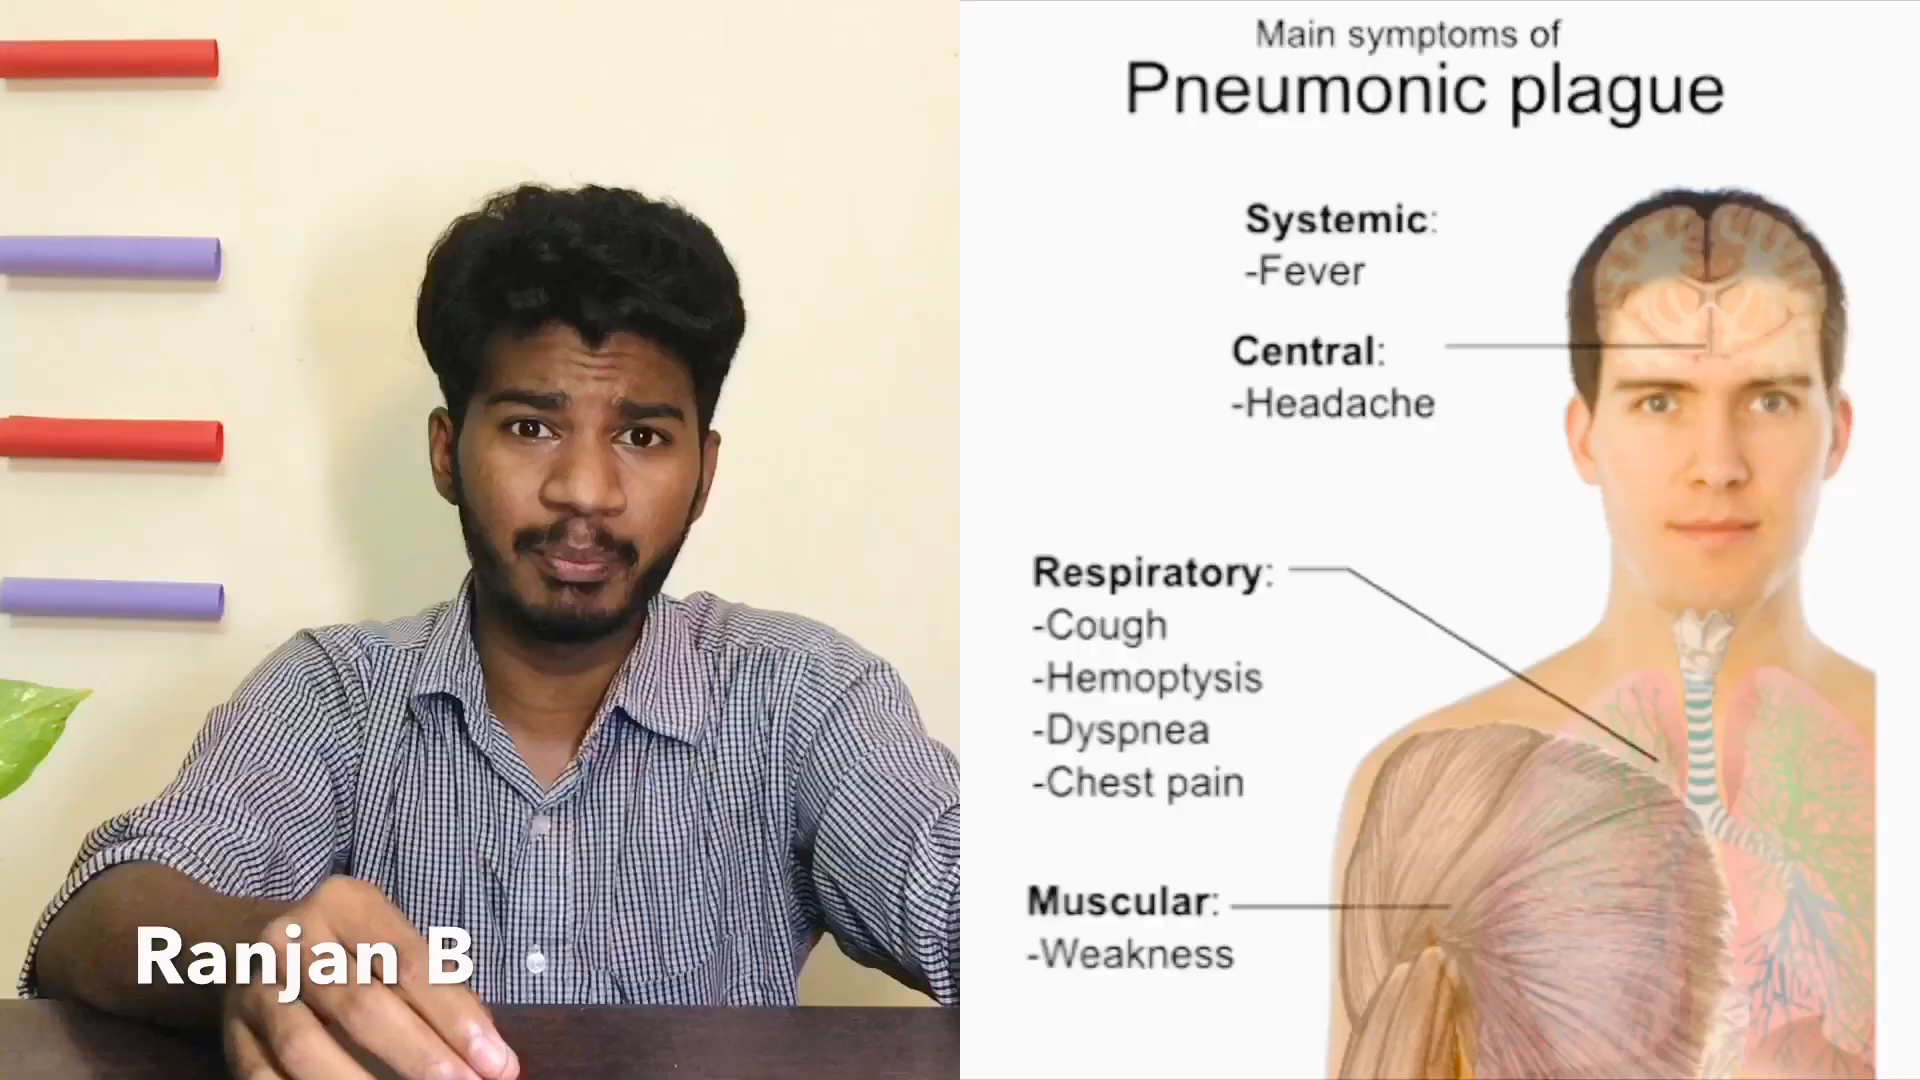 Ranjan B
Main symptoms of
Pneumonic plague
Systemic:
-Fever
Central:
-Headache
Respiratory:
-Cough
-Hemoptysis
-Dyspnea
-Chest pain
Muscular:
-Weakness